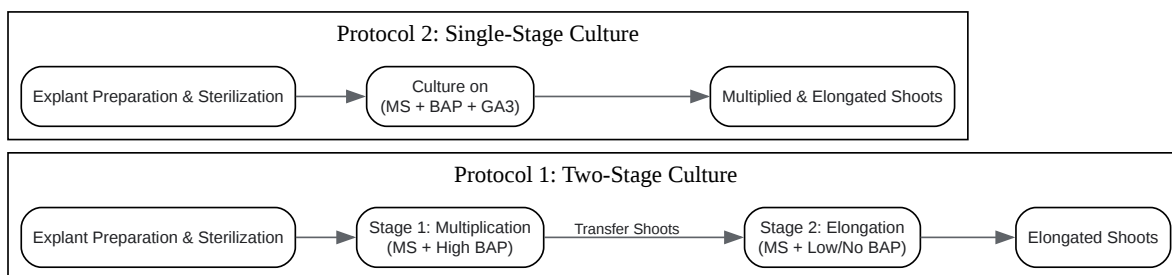 Protocol 2: Single-Stage Culture
Explant Preparation & Sterilization
Culture on
(MS + BAP + GA3)
Multiplied & Elongated Shoots
Protocol 1: Two-Stage Culture
Explant Preparation & Sterilization
Stage 1: Multiplication
(MS + High BAP)
Transfer Shoots
Stage 2: Elongation
(MS + Low/No BAP)
Elongated Shoots